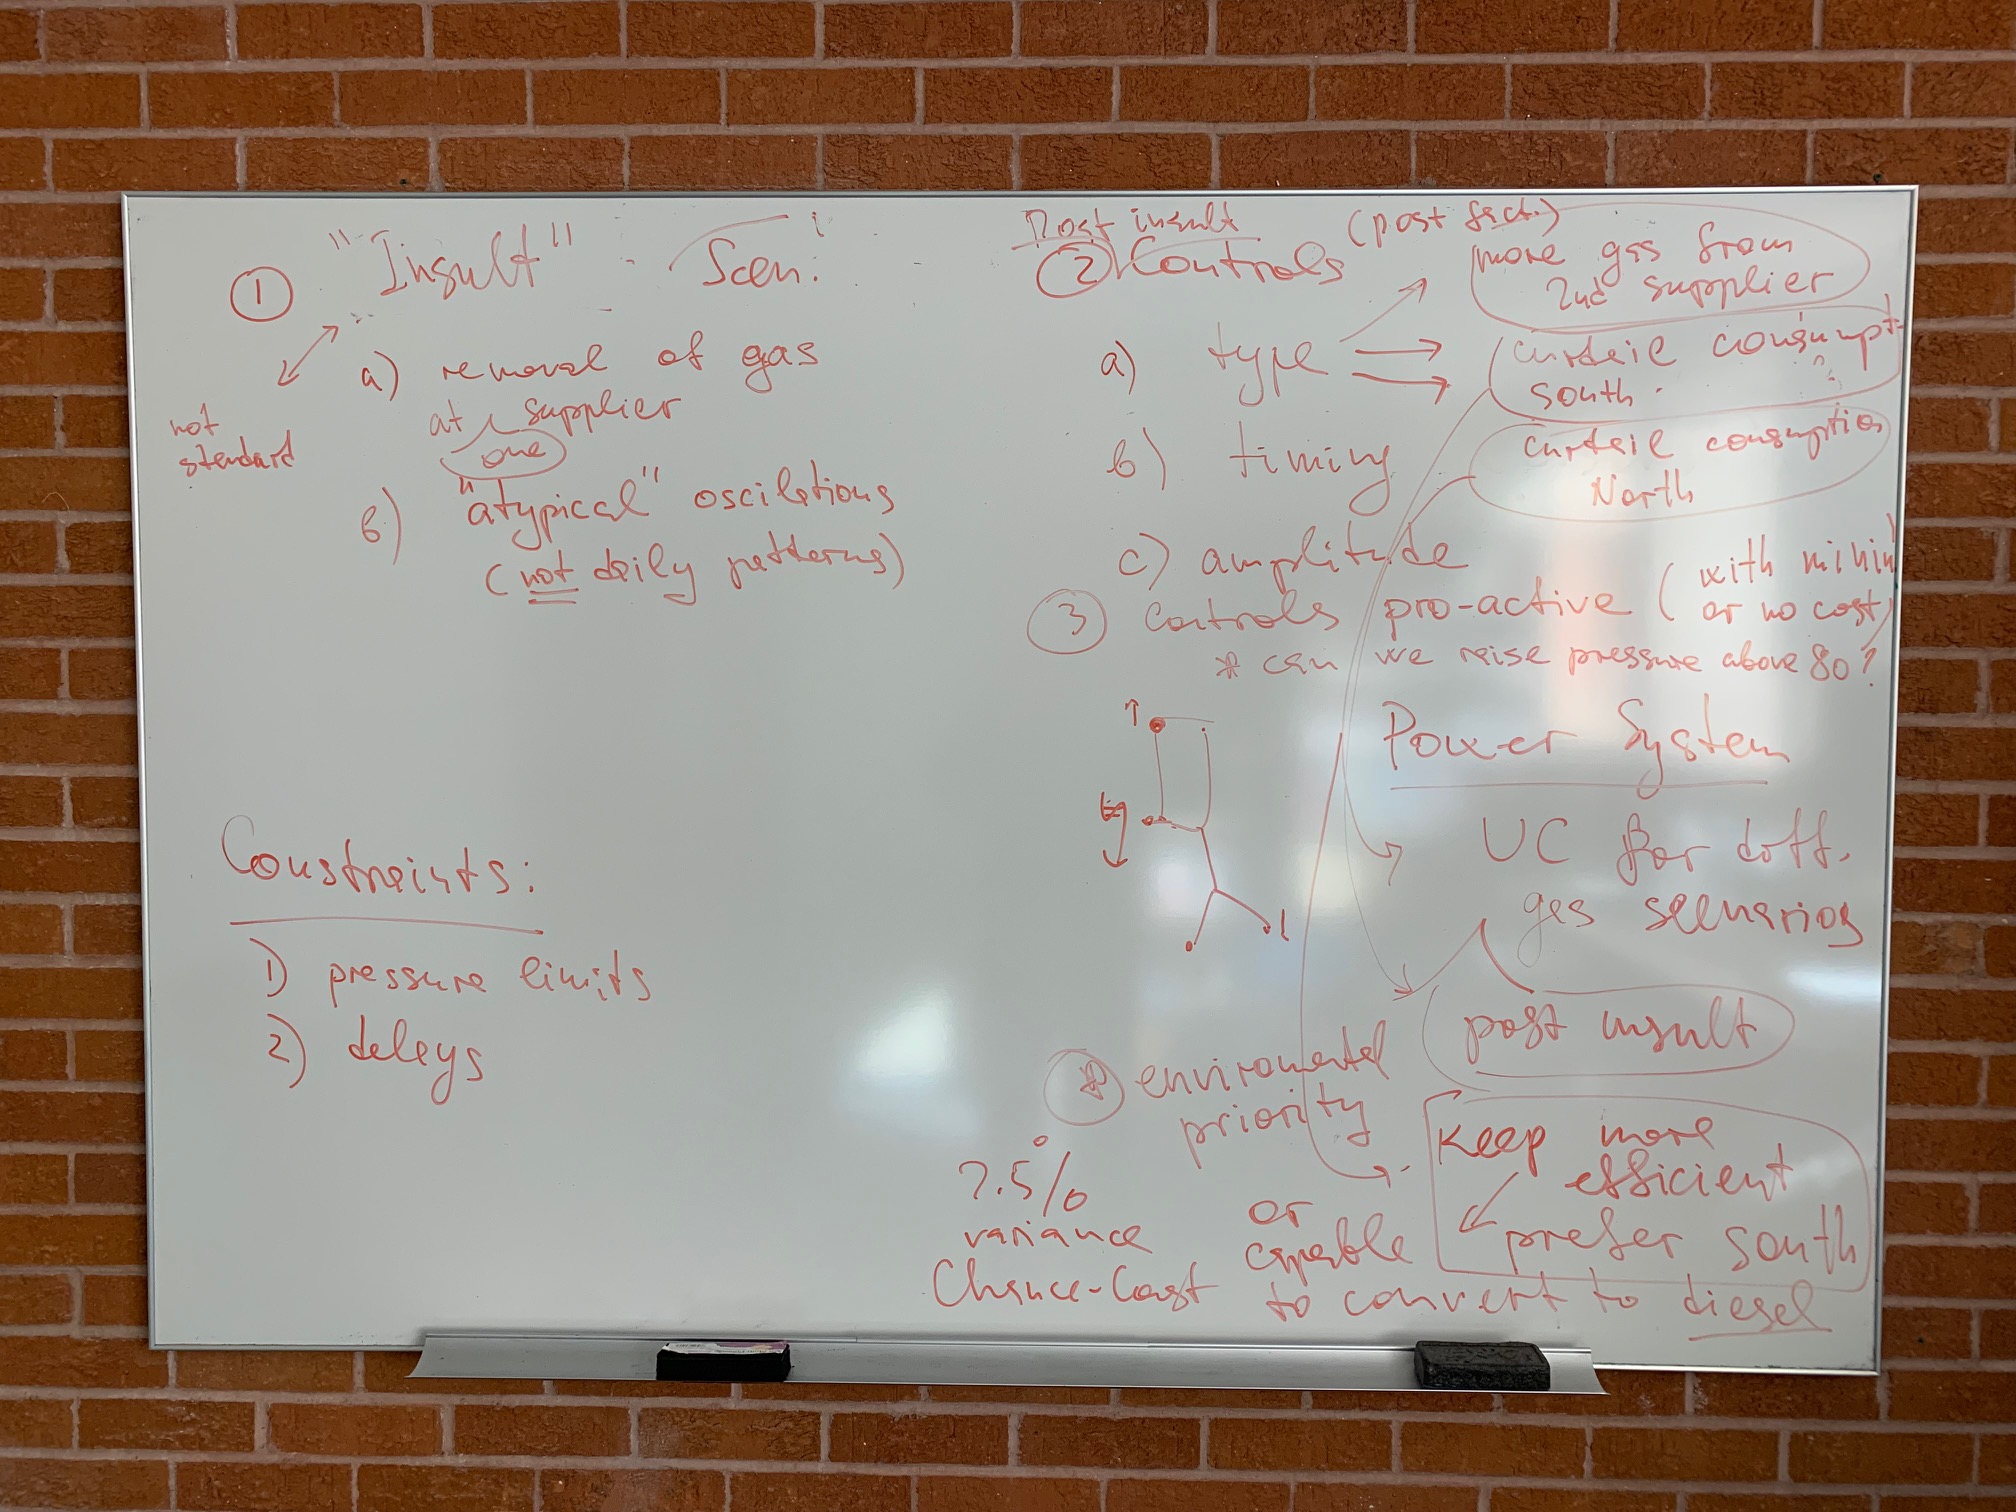 ① "Insult" - Scen.
not
standard
a) removal of gas
at one supplier
b) "atypical" oscilations
(not daily patterns)
Constraints:
1) pressure limits
2) delays
Post insult (post fact.)
② Controls
a) type
more gas from
2nd supplier
curtail consumpt.
south.
curtail consumption
North
b) timing
c) amplitude
③ Controls pro-active (with minim
or no cost)
* can we raise pressure above 80?
Power System
UC for diff.
gas scenarios
post insult
* enviromental
priority
Keep more
efficient
prefer south
or
capable
to convert to diesel
?.5%
variance
Chance-Cost